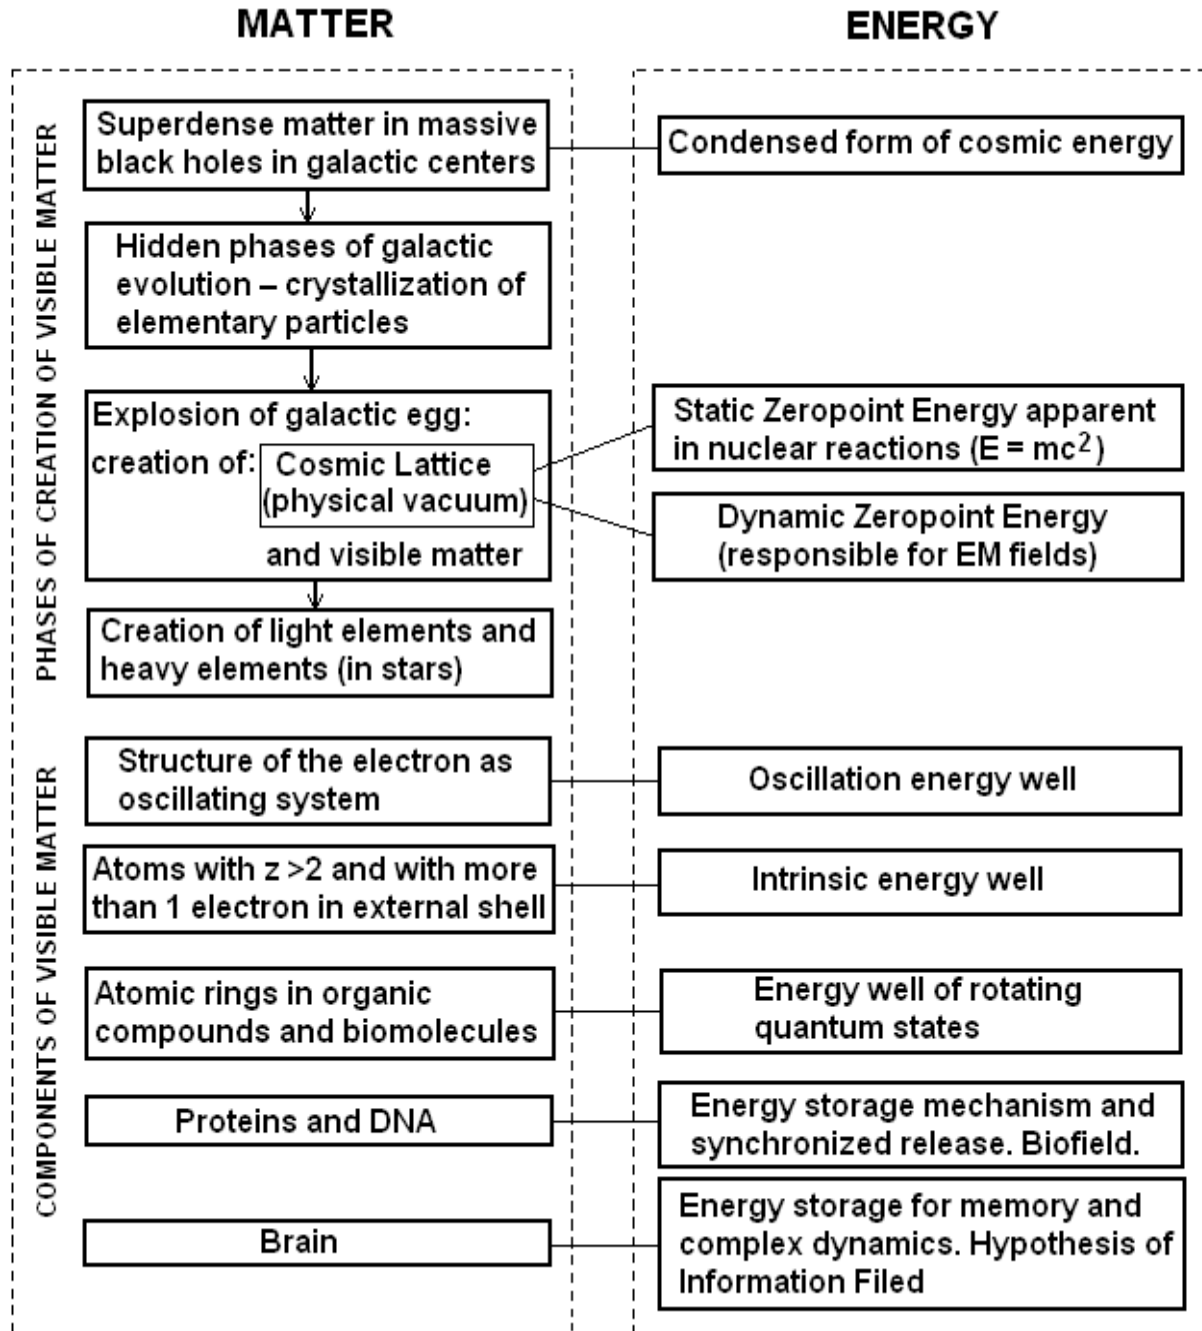 MATTER
ENERGY
PHASES OF CREATION OF VISIBLE MATTER
Superdense matter in massive
black holes in galactic centers
Condensed form of cosmic energy
Hidden phases of galactic
evolution – crystallization of
elementary particles
Explosion of galactic egg:
creation of:
Cosmic Lattice
(physical vacuum)
and visible matter
Static Zeropoint Energy apparent
in nuclear reactions (E = mc²)
Dynamic Zeropoint Energy
(responsible for EM fields)
Creation of light elements and
heavy elements (in stars)
COMPONENTS OF VISIBLE MATTER
Structure of the electron as
oscillating system
Oscillation energy well
Atoms with z >2 and with more
than 1 electron in external shell
Intrinsic energy well
Atomic rings in organic
compounds and biomolecules
Energy well of rotating
quantum states
Proteins and DNA
Energy storage mechanism and
synchronized release. Biofield.
Brain
Energy storage for memory and
complex dynamics. Hypothesis of
Information Filed